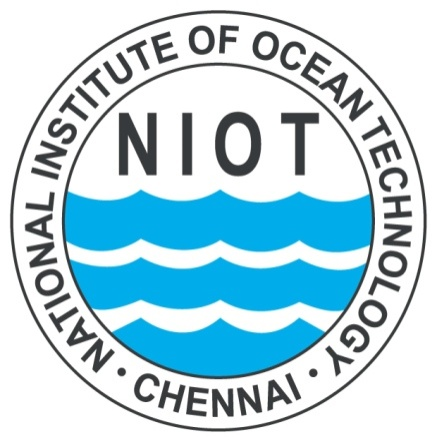 NATIONAL INSTITUTE OF OCEAN TECHNOLOGY
NIOT
· CHENNAI ·